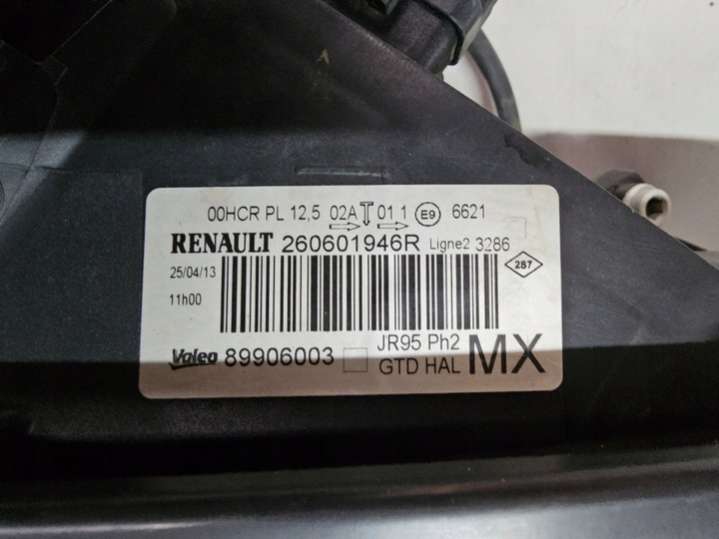 00HCR PL 12,5 02A 01 1 E9 6621
RENAULT 260601946R Ligne2 3286
25/04/13
287
11h00
Valeo 89906003
JR95 Ph2
GTD HAL
MX